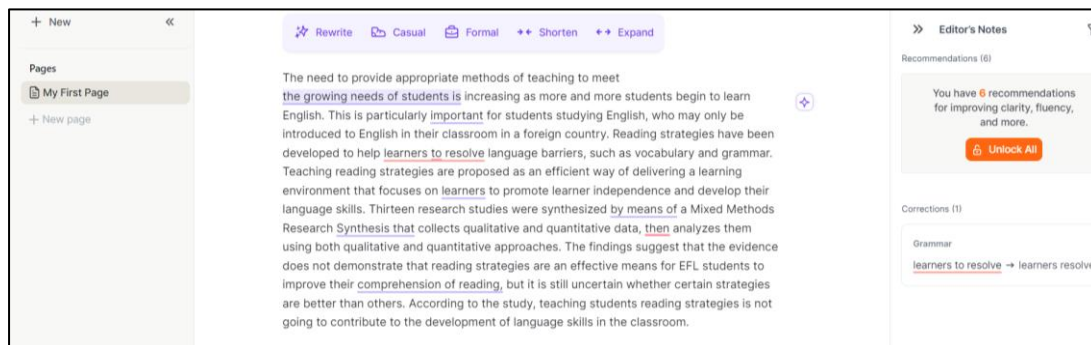 + New
«
Pages
My First Page
+ New page
Rewrite Casual Formal Shorten Expand
The need to provide appropriate methods of teaching to meet
the growing needs of students is increasing as more and more students begin to learn
English. This is particularly important for students studying English, who may only be
introduced to English in their classroom in a foreign country. Reading strategies have been
developed to help learners to resolve language barriers, such as vocabulary and grammar.
Teaching reading strategies are proposed as an efficient way of delivering a learning
environment that focuses on learners to promote learner independence and develop their
language skills. Thirteen research studies were synthesized by means of a Mixed Methods
Research Synthesis that collects qualitative and quantitative data, then analyzes them
using both qualitative and quantitative approaches. The findings suggest that the evidence
does not demonstrate that reading strategies are an effective means for EFL students to
improve their comprehension of reading, but it is still uncertain whether certain strategies
are better than others. According to the study, teaching students reading strategies is not
going to contribute to the development of language skills in the classroom.
» Editor's Notes
Recommendations (6)
You have 6 recommendations
for improving clarity, fluency,
and more.
Unlock All
Corrections (1)
Grammar
learners to resolve → learners resolve